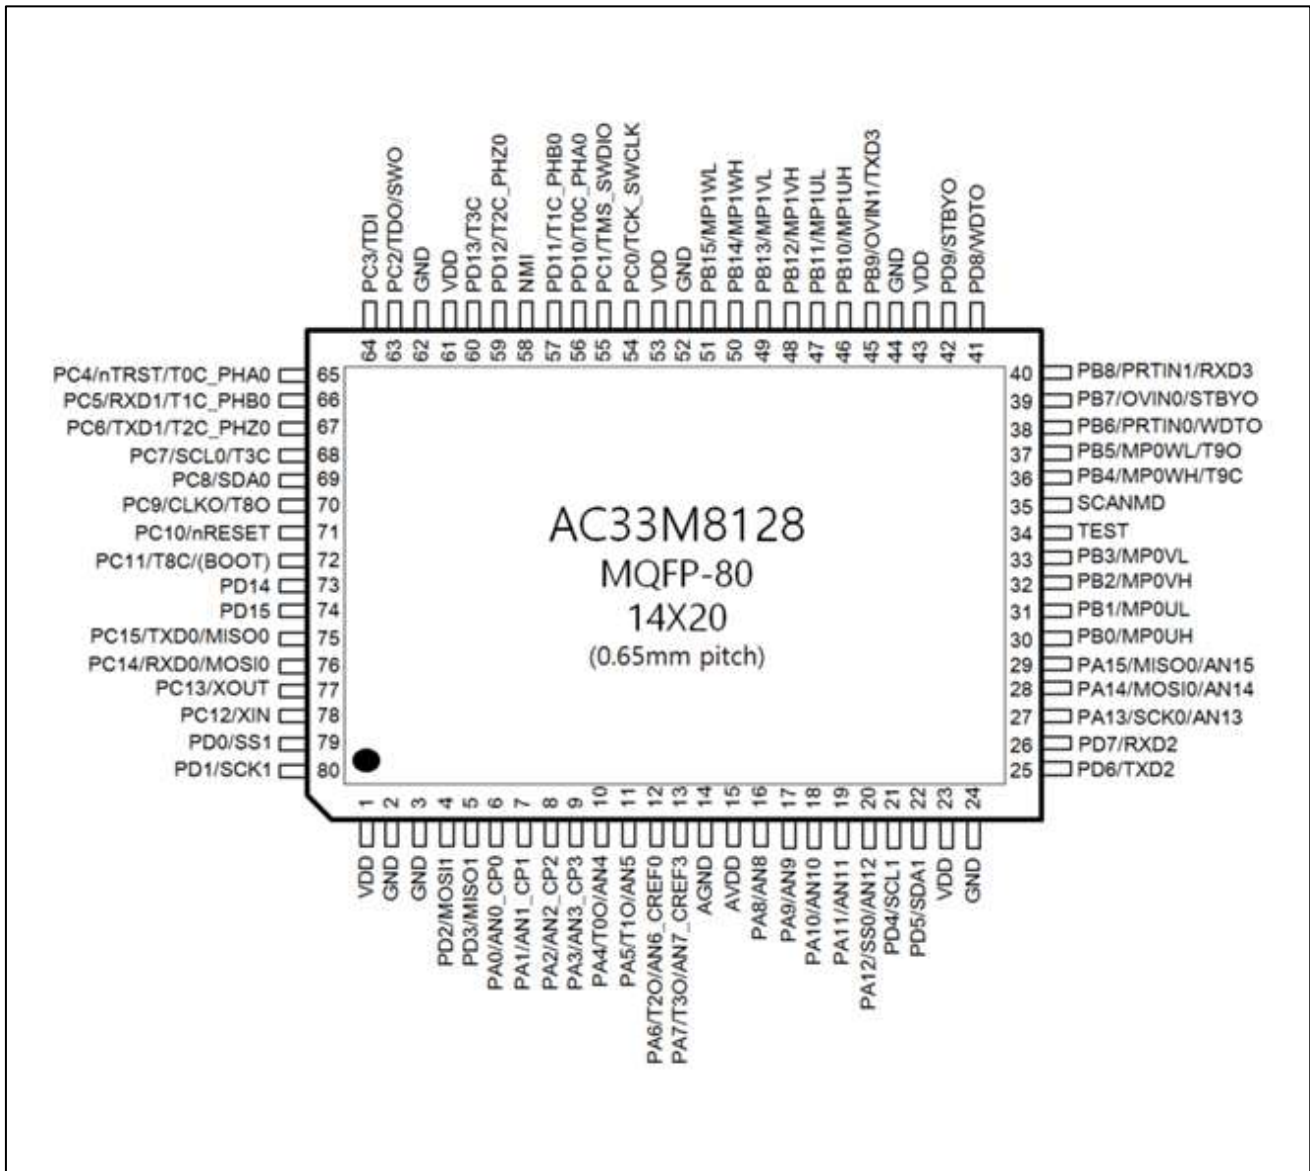 PC3/TDI
PC2/TDO/SWO
GND
VDD
PD13/T3C
PD12/T2C_PHZ0
NMI
PD11/T1C_PHB0
PD10/T0C_PHA0
PC1/TMS_SWDIO
PC0/TCK_SWCLK
VDD
GND
PB15/MP1WL
PB14/MP1WH
PB13/MP1VL
PB12/MP1VH
PB11/MP1UL
PB10/MP1UH
PB9/OVIN1/TXD3
GND
VDD
PD9/STBYO
PD8/WDTO
64
63
62
61
60
59
58
57
56
55
54
53
52
51
50
49
48
47
46
45
44
43
42
41
PC4/nTRST/T0C_PHA0 65
PC5/RXD1/T1C_PHB0 66
PC6/TXD1/T2C_PHZ0 67
PC7/SCL0/T3C 68
PC8/SDA0 69
PC9/CLKO/T8O 70
PC10/nRESET 71
PC11/T8C/(BOOT) 72
PD14 73
PD15 74
PC15/TXD0/MISO0 75
PC14/RXD0/MOSI0 76
PC13/XOUT 77
PC12/XIN 78
PD0/SS1 79
PD1/SCK1 80
AC33M8128
MQFP-80
14X20
(0.65mm pitch)
40 PB8/PRTIN1/RXD3
39 PB7/OVIN0/STBYO
38 PB6/PRTIN0/WDTO
37 PB5/MP0WL/T9O
36 PB4/MP0WH/T9C
35 SCANMD
34 TEST
33 PB3/MP0VL
32 PB2/MP0VH
31 PB1/MP0UL
30 PB0/MP0UH
29 PA15/MISO0/AN15
28 PA14/MOSI0/AN14
27 PA13/SCK0/AN13
26 PD7/RXD2
25 PD6/TXD2
1
2
3
4
5
6
7
8
9
10
11
12
13
14
15
16
17
18
19
20
21
22
23
24
VDD
GND
GND
PD2/MOSI1
PD3/MISO1
PA0/AN0_CP0
PA1/AN1_CP1
PA2/AN2_CP2
PA3/AN3_CP3
PA4/T0O/AN4
PA5/T1O/AN5
PA6/T2O/AN6_CREF0
PA7/T3O/AN7_CREF3
AGND
AVDD
PA8/AN8
PA9/AN9
PA10/AN10
PA11/AN11
PA12/SS0/AN12
PD4/SCL1
PD5/SDA1
VDD
GND